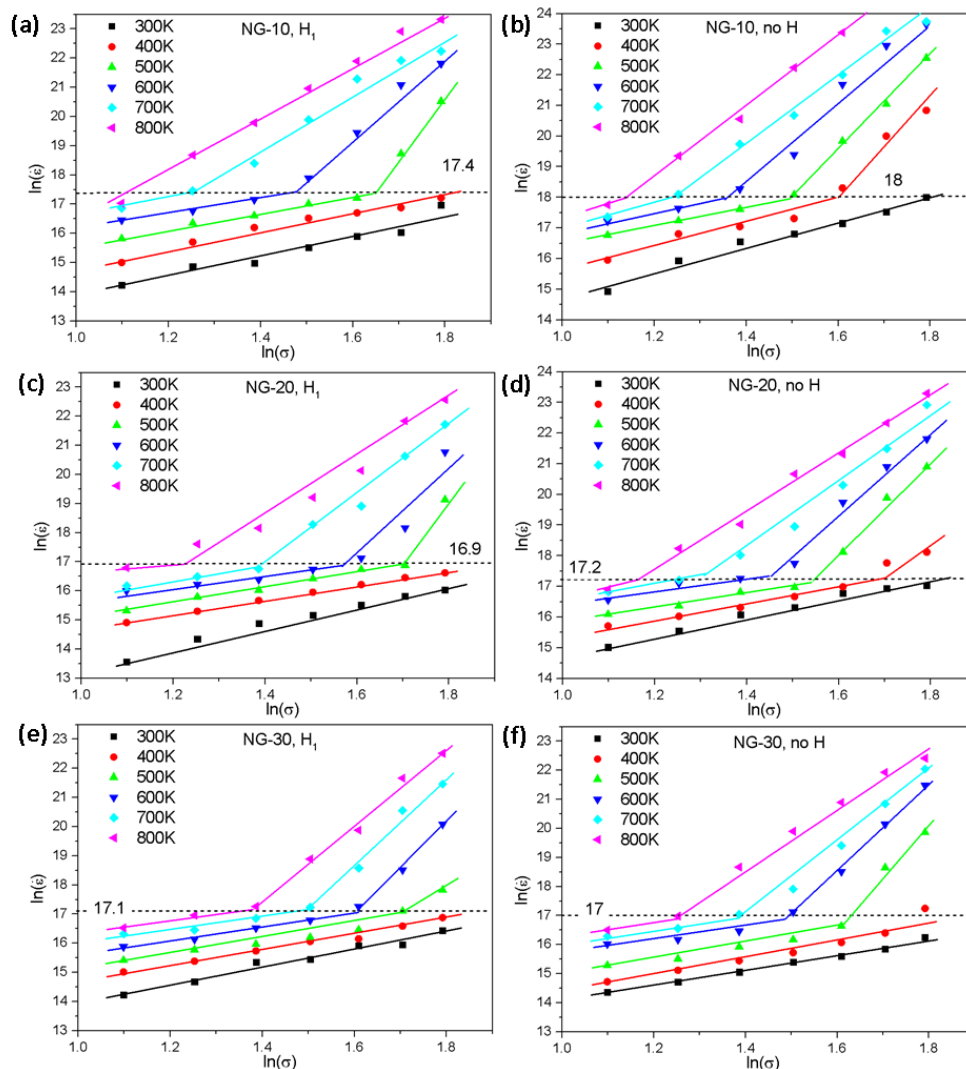 (a)
NG-10, H₁
300K
400K
500K
600K
700K
800K
17.4
ln(ε̇)
23
22
21
20
19
18
17
16
15
14
13
1.0
1.2
1.4
1.6
1.8
ln(σ)
(b)
NG-10, no H
300K
400K
500K
600K
700K
800K
18
ln(ε̇)
24
23
22
21
20
19
18
17
16
15
14
1.0
1.2
1.4
1.6
1.8
ln(σ)
(c)
NG-20, H₁
300K
400K
500K
600K
700K
800K
16.9
ln(ε̇)
23
22
21
20
19
18
17
16
15
14
13
1.0
1.2
1.4
1.6
1.8
ln(σ)
(d)
NG-20, no H
300K
400K
500K
600K
700K
800K
17.2
ln(ε̇)
23
22
21
20
19
18
17
16
15
14
13
1.0
1.2
1.4
1.6
1.8
ln(σ)
(e)
NG-30, H₁
300K
400K
500K
600K
700K
800K
17.1
ln(ε̇)
23
22
21
20
19
18
17
16
15
14
13
1.0
1.2
1.4
1.6
1.8
ln(σ)
(f)
NG-30, no H
300K
400K
500K
600K
700K
800K
17
ln(ε̇)
23
22
21
20
19
18
17
16
15
14
13
1.0
1.2
1.4
1.6
1.8
ln(σ)